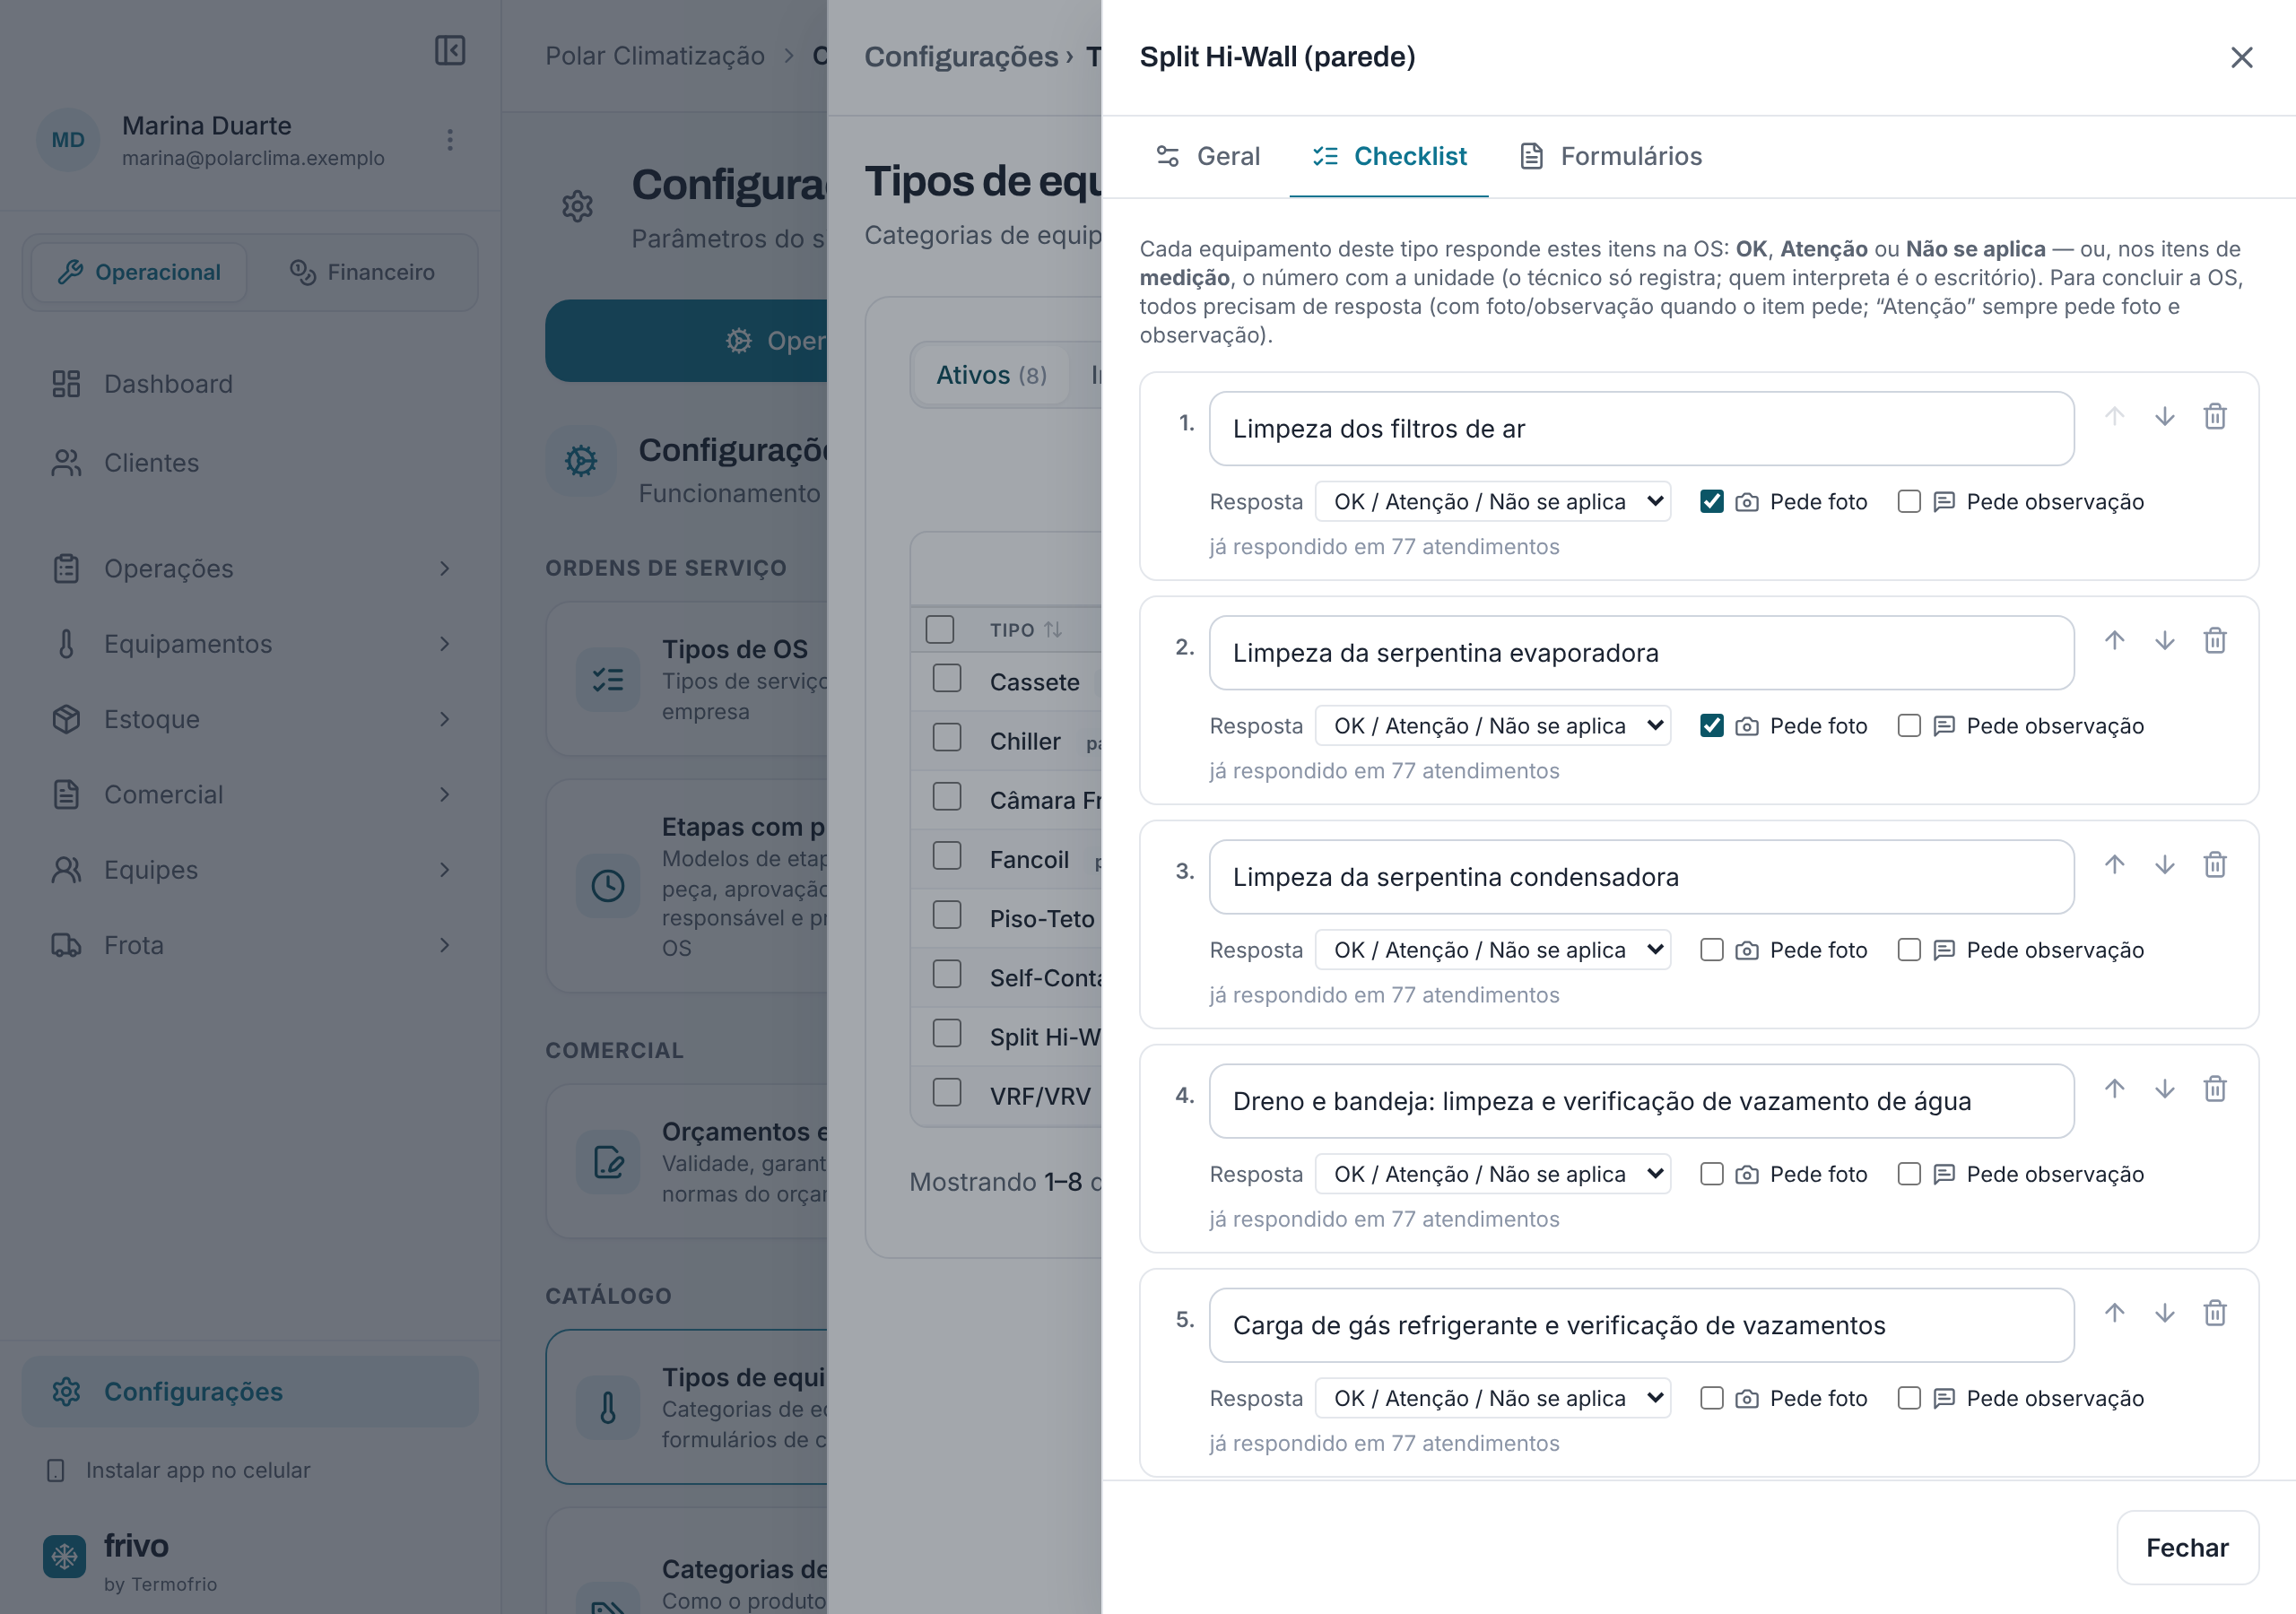 MD
Marina Duarte
marina@polarclima.exemplo
Operacional
Financeiro
Dashboard
Clientes
Operações
Equipamentos
Estoque
Comercial
Equipes
Frota
Configurações
Instalar app no celular
frivo
by Termofrio
Polar Climatização
Parâmetros do s
ORDENS DE SERVIÇO
Tipos de OS
Tipos de serviço
empresa
Etapas com p
Modelos de etap
peça, aprovação
responsável e pr
OS
COMERCIAL
Orçamentos e
Validade, garant
normas do orçar
CATÁLOGO
Tipos de equi
Categorias de e
formulários de c
Categorias de
Como o produto
Funcionamento
Configurações › T
Tipos de equ
Categorias de equip
Ativos (8)
TIPO
Cassete
Chiller
Câmara Fr
Fancoil
Piso-Teto
Self-Conta
Split Hi-W
VRF/VRV
Mostrando 1–8
Split Hi-Wall (parede)
Geral
Checklist
Formulários
Cada equipamento deste tipo responde estes itens na OS: OK, Atenção ou Não se aplica — ou, nos itens de
medição, o número com a unidade (o técnico só registra; quem interpreta é o escritório). Para concluir a OS,
todos precisam de resposta (com foto/observação quando o item pede; “Atenção” sempre pede foto e
observação).
1. Limpeza dos filtros de ar
Resposta OK / Atenção / Não se aplica Pede foto Pede observação
já respondido em 77 atendimentos
2. Limpeza da serpentina evaporadora
Resposta OK / Atenção / Não se aplica Pede foto Pede observação
já respondido em 77 atendimentos
3. Limpeza da serpentina condensadora
Resposta OK / Atenção / Não se aplica Pede foto Pede observação
já respondido em 77 atendimentos
4. Dreno e bandeja: limpeza e verificação de vazamento de água
Resposta OK / Atenção / Não se aplica Pede foto Pede observação
já respondido em 77 atendimentos
5. Carga de gás refrigerante e verificação de vazamentos
Resposta OK / Atenção / Não se aplica Pede foto Pede observação
já respondido em 77 atendimentos
Fechar